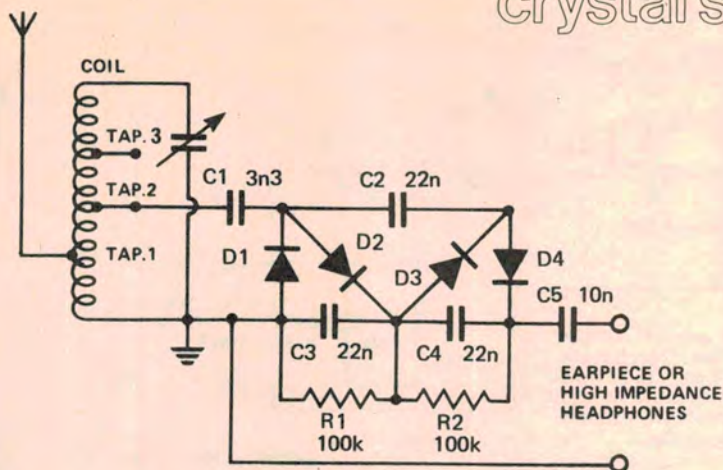 crystal s
COIL
TAP. 3
TAP.2
TAP.1
C1 3n3
C2 22n
D1
D2
D3
D4
C3 22n
C4 22n
C5 10n
R1
100k
R2
100k
EARPIECE OR
HIGH IMPEDANCE
HEADPHONES